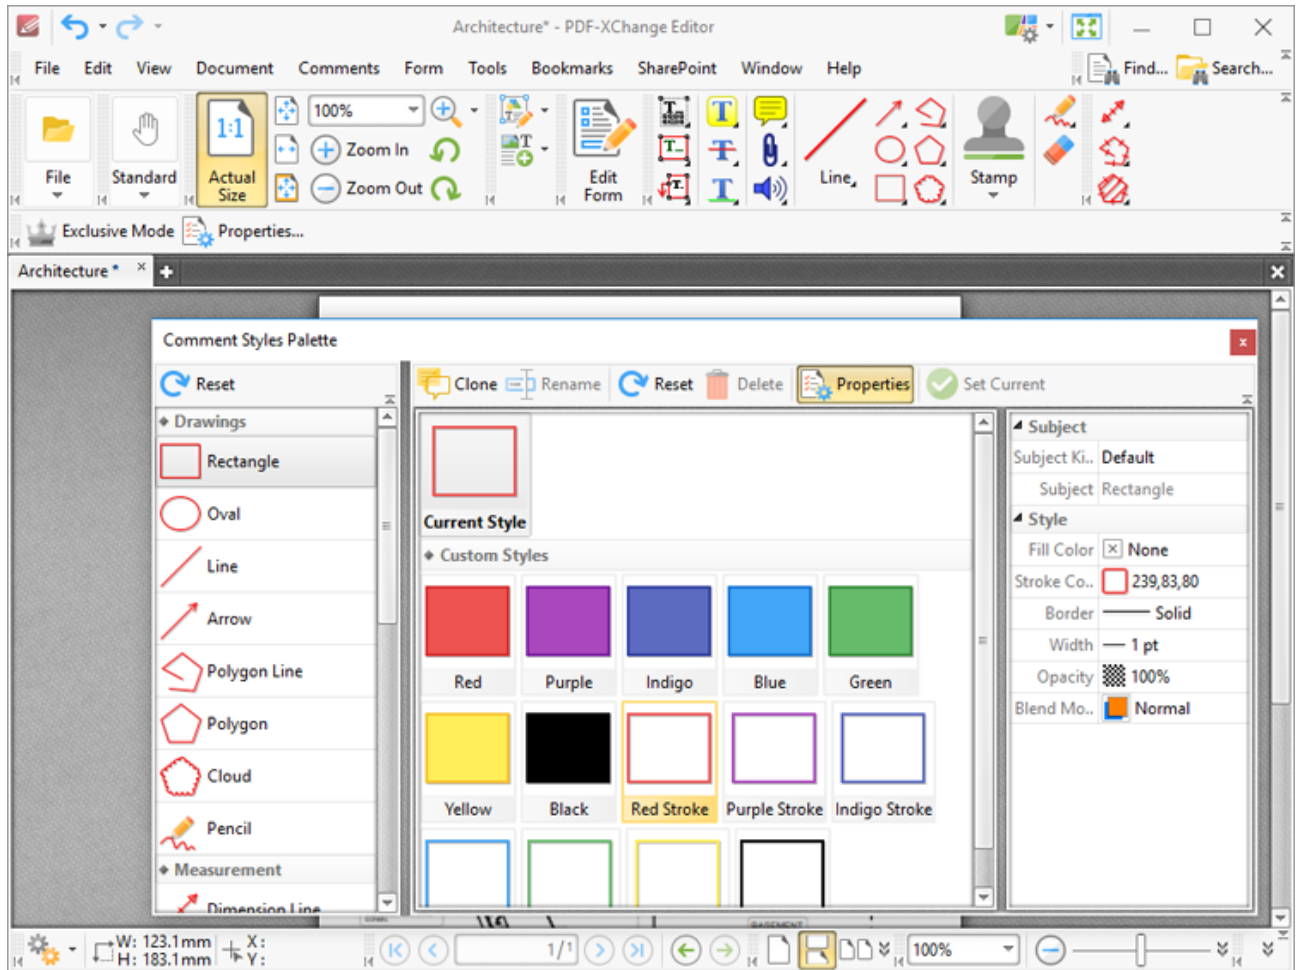 Architecture* - PDF-XChange Editor
File Edit View Document Comments Form Tools Bookmarks SharePoint Window Help Find... Search...
1:1 100%
Zoom In
File Standard Actual Size Zoom Out Edit Form Line Stamp
Exclusive Mode Properties...
Architecture *
Comment Styles Palette
Reset Clone Rename Reset Delete Properties Set Current
Drawings
Rectangle
Oval
Line
Arrow
Polygon Line
Polygon
Cloud
Pencil
Measurement
Dimension Line
Current Style
Custom Styles
Red Purple Indigo Blue Green
Yellow Black Red Stroke Purple Stroke Indigo Stroke
Subject
Subject Ki.. Default
Subject Rectangle
Style
Fill Color None
Stroke Co.. 239,83,80
Border Solid
Width 1 pt
Opacity 100%
Blend Mo.. Normal
BASEMENT
W: 123.1mm X:
H: 183.1mm Y:
1/1 100%